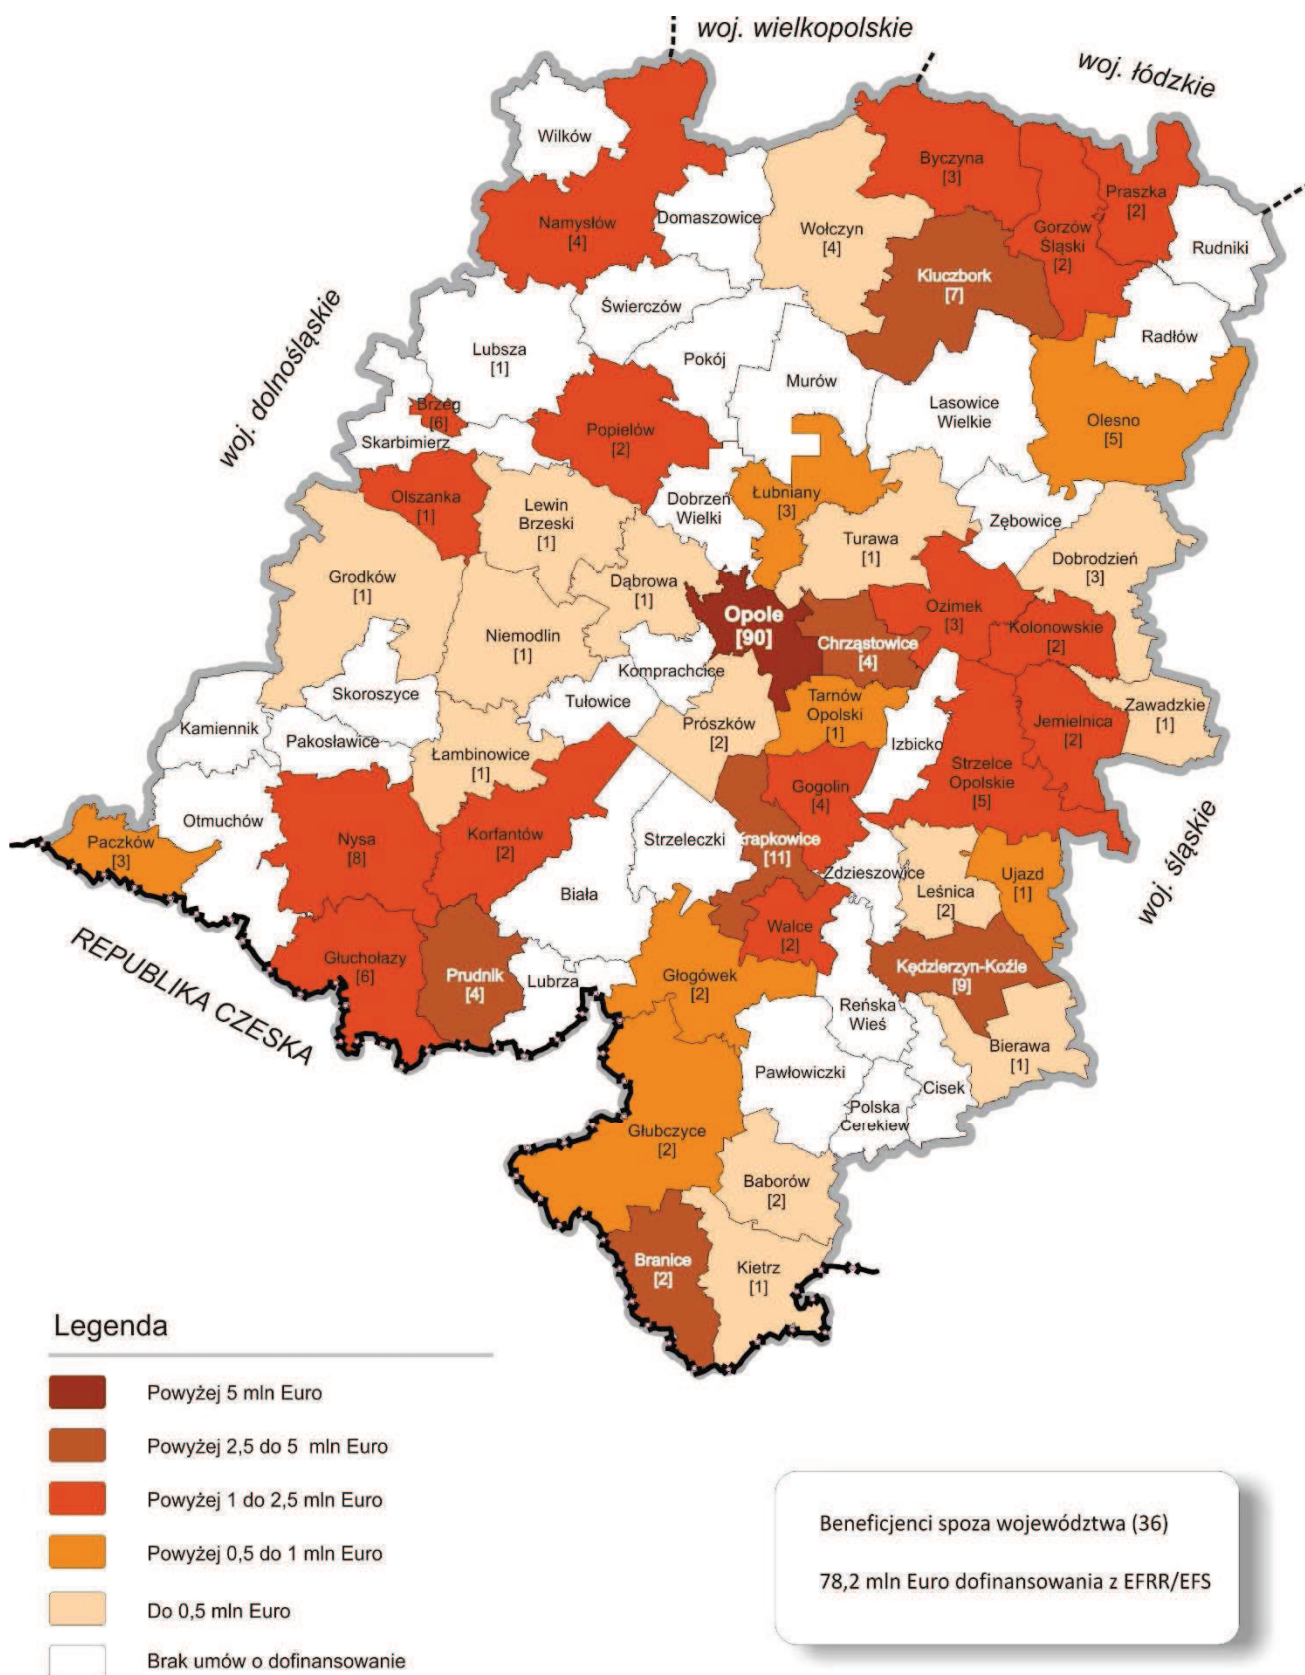 woj. wielkopolskie
woj. łódzkie
Wilków
Byczyna
[3]
Praszka
[2]
Namysłów
[4]
Domaszowice
Wołczyn
[4]
Gorzów
Śląski
[2]
Rudniki
Kluczbork
[7]
woj. dolnośląskie
Świerczów
Lubsza
[1]
Pokój
Murów
Radłów
Brzeg
[6]
Skarbimierz
Popielów
[2]
Lasowice
Wielkie
Olesno
[5]
Olszanka
[1]
Lewin
Brzeski
[1]
Dobrzeń
Wielki
Łubniany
[3]
Zębowice
Turawa
[1]
Dobrodzień
[3]
Grodków
[1]
Dąbrowa
[1]
Opole
[90]
Ozimek
[3]
Kolonowskie
[2]
Niemodlin
[1]
Chrząstowice
[4]
Komprachcice
Skoroszyce
Tułowice
Tarnów
Opolski
[1]
Zawadzkie
[1]
Kamiennik
Pakosławice
Prószków
[2]
Izbicko
Jemielnica
[2]
Łambinowice
[1]
Strzelce
Opolskie
[5]
Gogolin
[4]
Otmuchów
Paczków
[3]
Nysa
[8]
Korfantów
[2]
Strzeleczki
Krapkowice
[11]
Zdzieszowice
Ujazd
[1]
woj. śląskie
Leśnica
[2]
Biała
Walce
[2]
REPUBLIKA CZESKA
Głuchołazy
[6]
Prudnik
[4]
Lubrza
Głogówek
[2]
Kędzierzyn-Koźle
[9]
Reńska
Wieś
Bierawa
[1]
Pawłowiczki
Cisek
Polska
Cerekiew
Głubczyce
[2]
Baborów
[2]
Branice
[2]
Kietrz
[1]
Legenda
Powyżej 5 mln Euro
Powyżej 2,5 do 5 mln Euro
Powyżej 1 do 2,5 mln Euro
Powyżej 0,5 do 1 mln Euro
Do 0,5 mln Euro
Brak umów o dofinansowanie
Beneficjenci spoza województwa (36)
78,2 mln Euro dofinansowania z EFRR/EFS